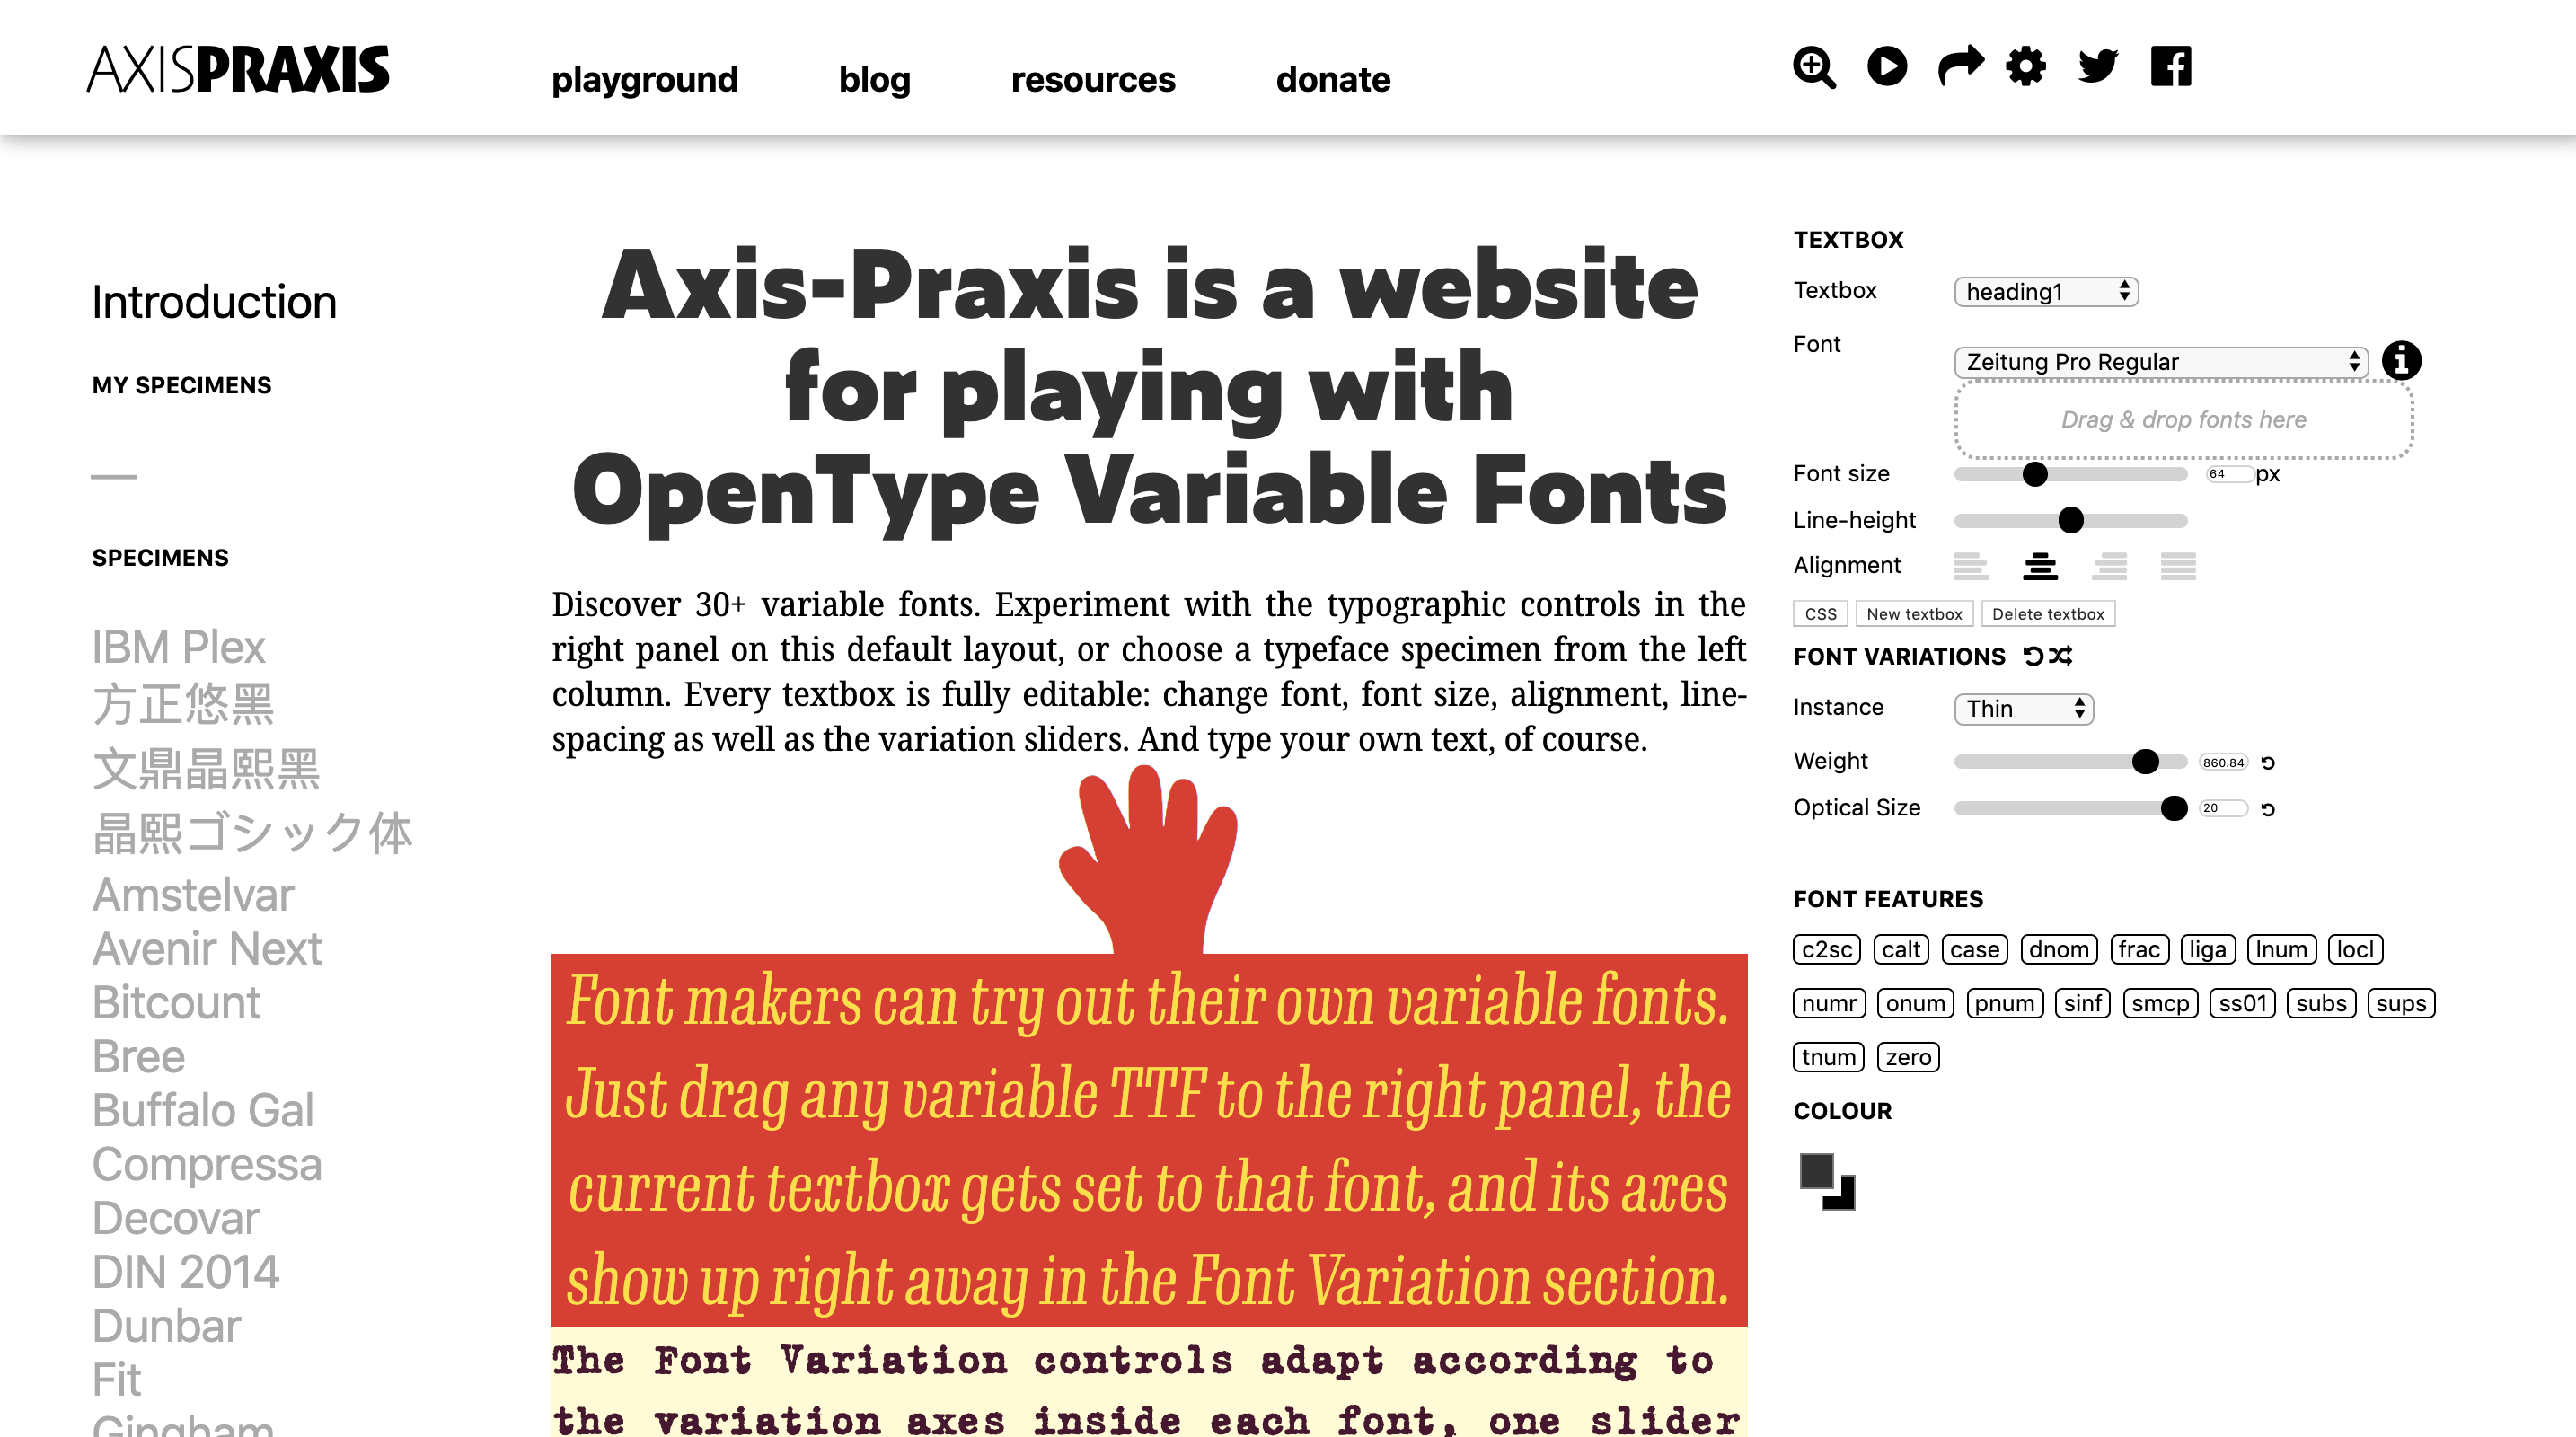 AXISPRAXIS
playground
blog
resources
donate
Introduction
MY SPECIMENS
—
SPECIMENS
IBM Plex
方正悠黑
文鼎晶熙黑
晶熙ゴシック体
Amstelvar
Avenir Next
Bitcount
Bree
Buffalo Gal
Compressa
Decovar
DIN 2014
Dunbar
Fit
Gingham
Axis-Praxis is a website
for playing with
OpenType Variable Fonts
Discover 30+ variable fonts. Experiment with the typographic controls in the
right panel on this default layout, or choose a typeface specimen from the left
column. Every textbox is fully editable: change font, font size, alignment, line-
spacing as well as the variation sliders. And type your own text, of course.
Font makers can try out their own variable fonts.
Just drag any variable TTF to the right panel, the
current textbox gets set to that font, and its axes
show up right away in the Font Variation section.
The Font Variation controls adapt according to
the variation axes inside each font, one slider
TEXTBOX
Textbox heading1
Font Zeitung Pro Regular
Drag & drop fonts here
Font size 64 px
Line-height
Alignment
CSS New textbox Delete textbox
FONT VARIATIONS
Instance Thin
Weight 860.84
Optical Size 20
FONT FEATURES
c2sc calt case dnom frac liga lnum locl
numr onum pnum sinf smcp ss01 subs sups
tnum zero
COLOUR